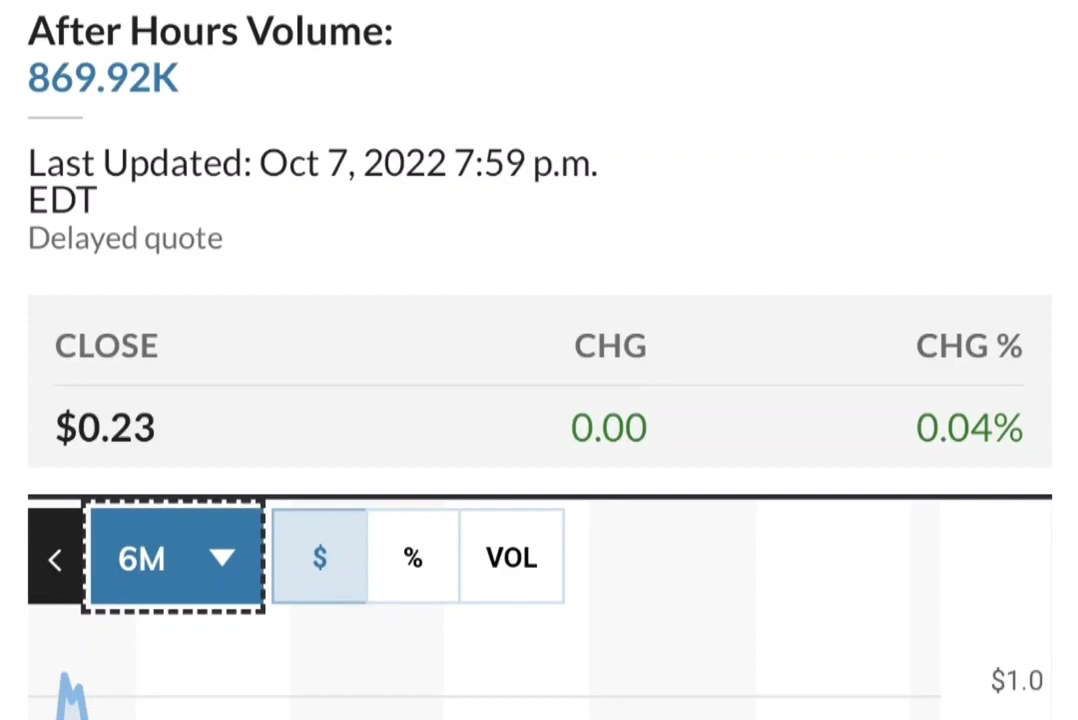 After Hours Volume:
869.92K
Last Updated: Oct 7, 2022 7:59 p.m.
EDT
Delayed quote
CLOSE CHG CHG %
$0.23 0.00 0.04%
6M $ % VOL
$1.0